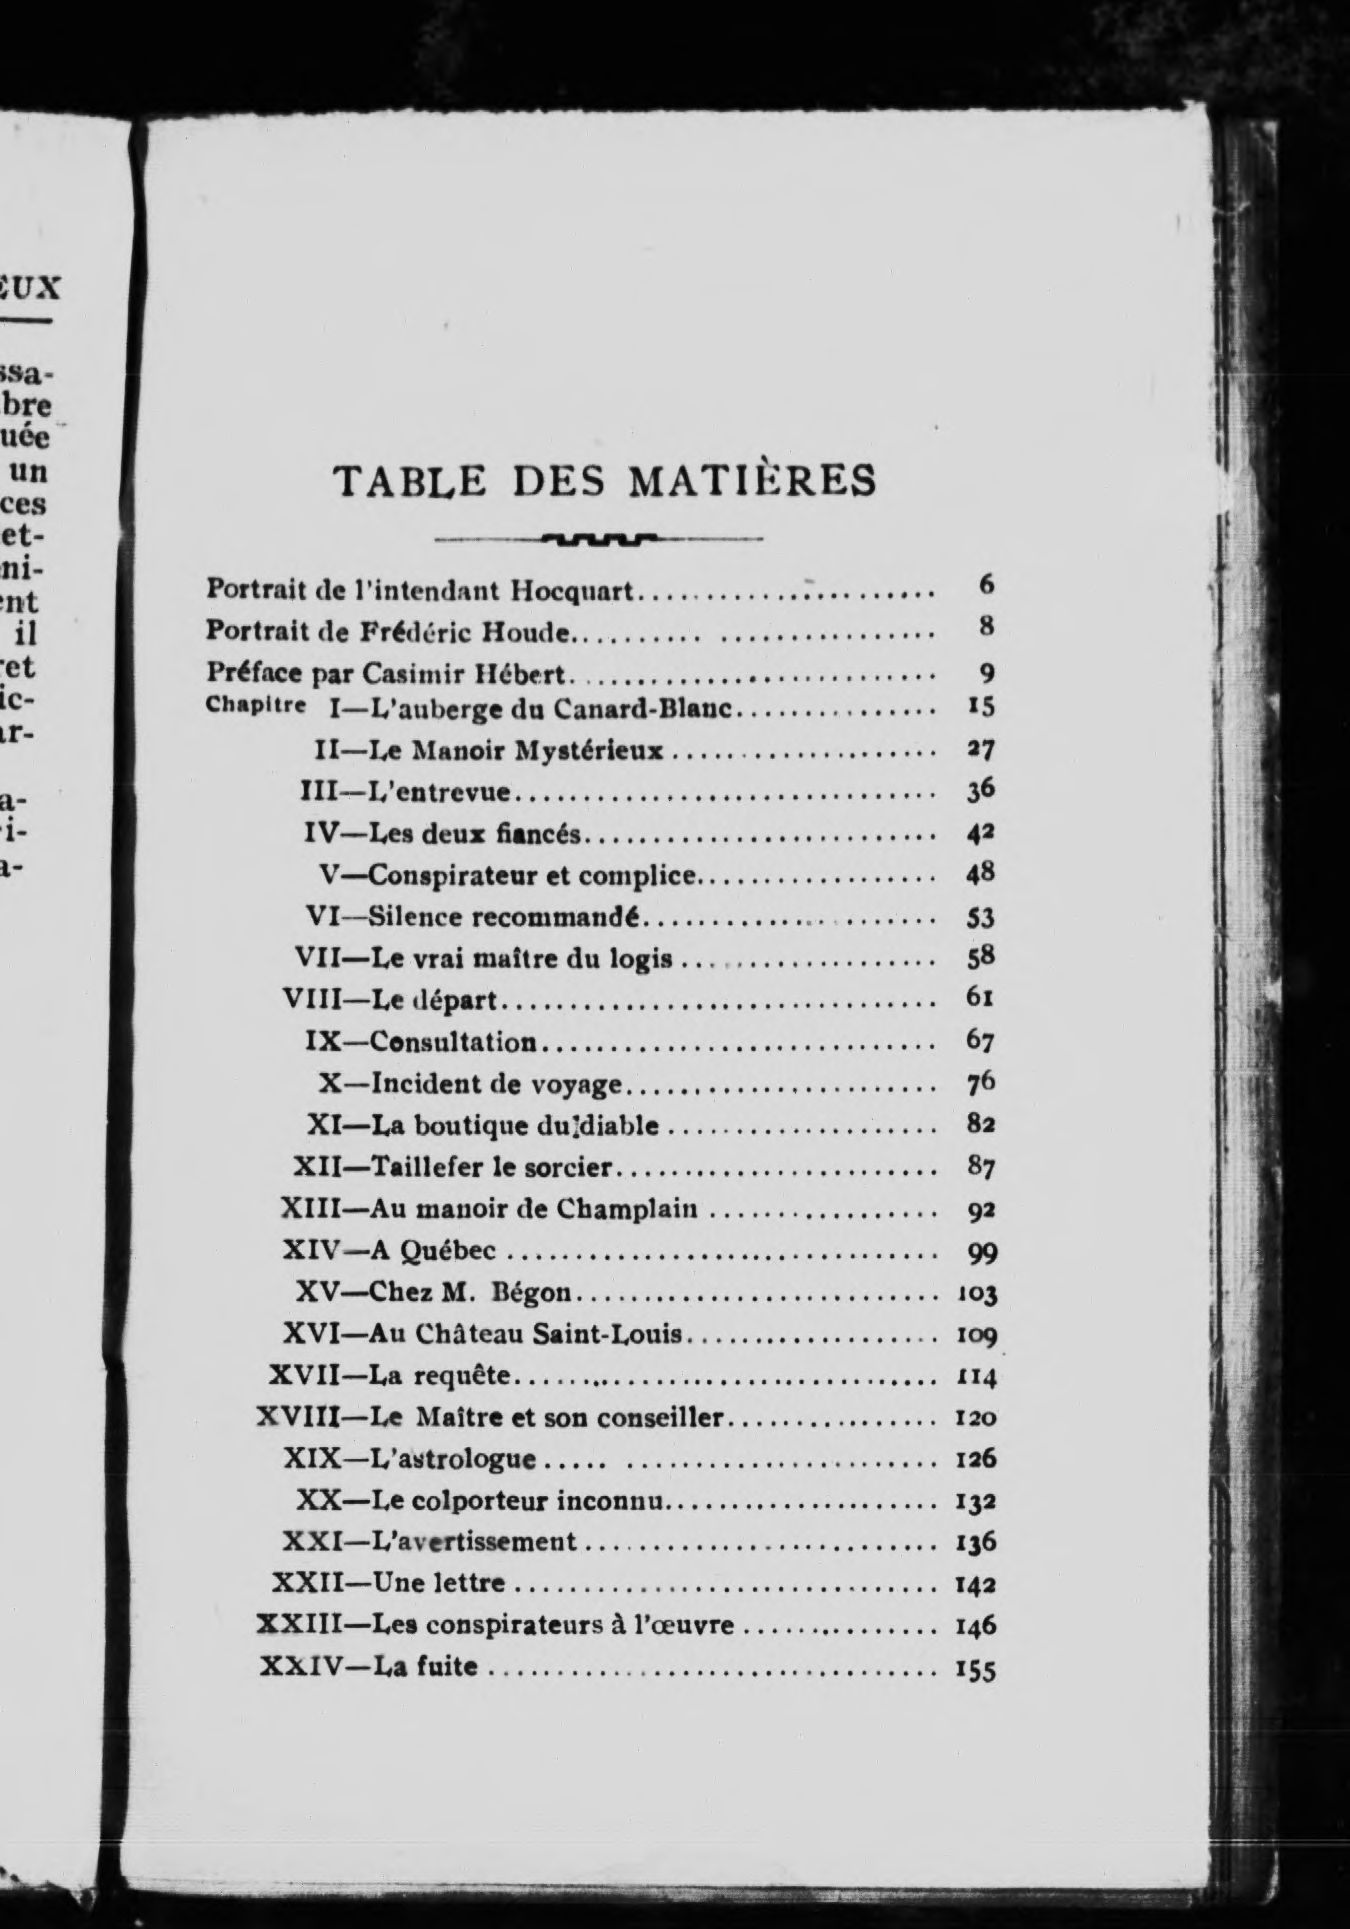 EUX
ssa-
bre
uée
un
ces
et-
ni-
ent
il
ret
ic-
ar-
a-
ri-
a-
TABLE DES MATIÈRES
Portrait de l'intendant Hocquart...................... 6
Portrait de Frédéric Houde.......... ................ 8
Préface par Casimir Hébert........................... 9
Chapitre I—L'auberge du Canard-Blanc............... 15
II—Le Manoir Mystérieux .................... 27
III—L'entrevue............................... 36
IV—Les deux fiancés.......................... 42
V—Conspirateur et complice.................. 48
VI—Silence recommandé...................... 53
VII—Le vrai maître du logis ................... 58
VIII—Le départ................................ 61
IX—Consultation............................. 67
X—Incident de voyage....................... 76
XI—La boutique du diable .................... 82
XII—Taillefer le sorcier........................ 87
XIII—Au manoir de Champlain ................. 92
XIV—A Québec ................................ 99
XV—Chez M. Bégon........................... 103
XVI—Au Château Saint-Louis................... 109
XVII—La requête............................... 114
XVIII—Le Maître et son conseiller................ 120
XIX—L'astrologue ..... ....................... 126
XX—Le colporteur inconnu.................... 132
XXI—L'avertissement .......................... 136
XXII—Une lettre ............................... 142
XXIII—Les conspirateurs à l'œuvre ............... 146
XXIV—La fuite ................................. 155